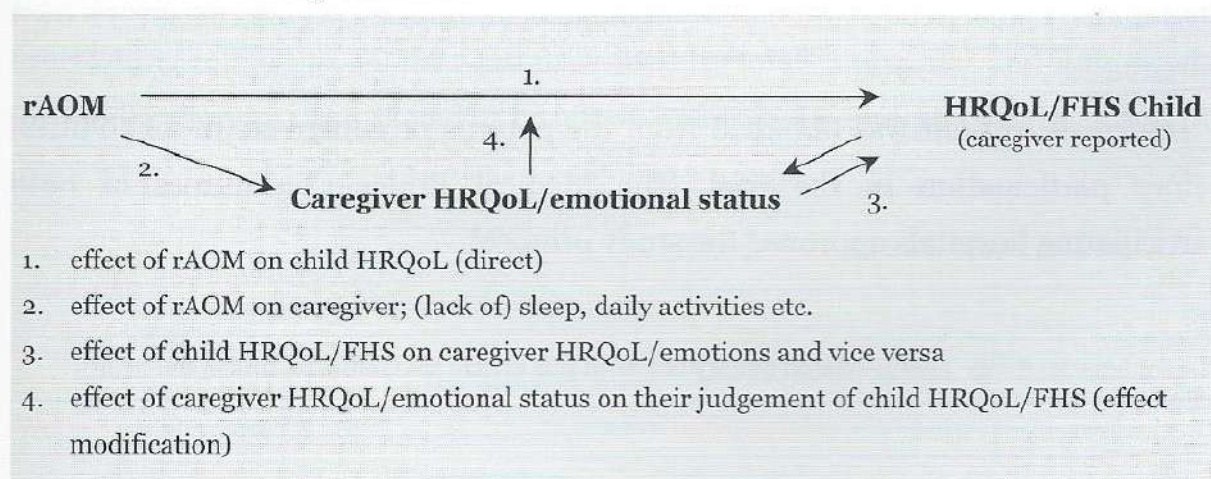 1.
rAOM
HRQoL/FHS Child
(caregiver reported)
4.
2.
Caregiver HRQoL/emotional status
3.
1. effect of rAOM on child HRQoL (direct)
2. effect of rAOM on caregiver; (lack of) sleep, daily activities etc.
3. effect of child HRQoL/FHS on caregiver HRQoL/emotions and vice versa
4. effect of caregiver HRQoL/emotional status on their judgement of child HRQoL/FHS (effect
modification)